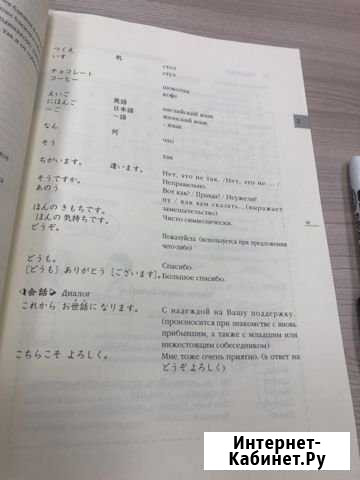 つくえ 机 стол
いす стул
チョコレート шоколад
コーヒー кофе
えいご 英語 английский язык
にほんご 日本語 японский язык
～ご ～語 ~ язык
なん 何 что
そう так
ちがいます。 違います。 Нет, это не так. /Нет, это не… /
Неправильно.
そうですか。 Вот как? / Правда? / Неужели?
あのう ну / как вам сказать… (выражает
замешательство)
ほんの きもちです。 Чисто символически.
ほんの 気持ちです。
どうぞ。 Пожалуйста (используется при предложении
чего-либо)
どうも。 Спасибо.
[どうも] ありがとう [ございます]。 Большое спасибо.
会話 Диалог
これから お世話に なります。 С надеждой на Вашу поддержку.
(произносится при знакомстве с вновь
прибывшим, а также с младшим или
нижестоящим собеседником)
こちらこそ よろしく。 Мне тоже очень приятно. (в ответ на
どうぞ よろしく)
Интернет-
Кабинет.Ру